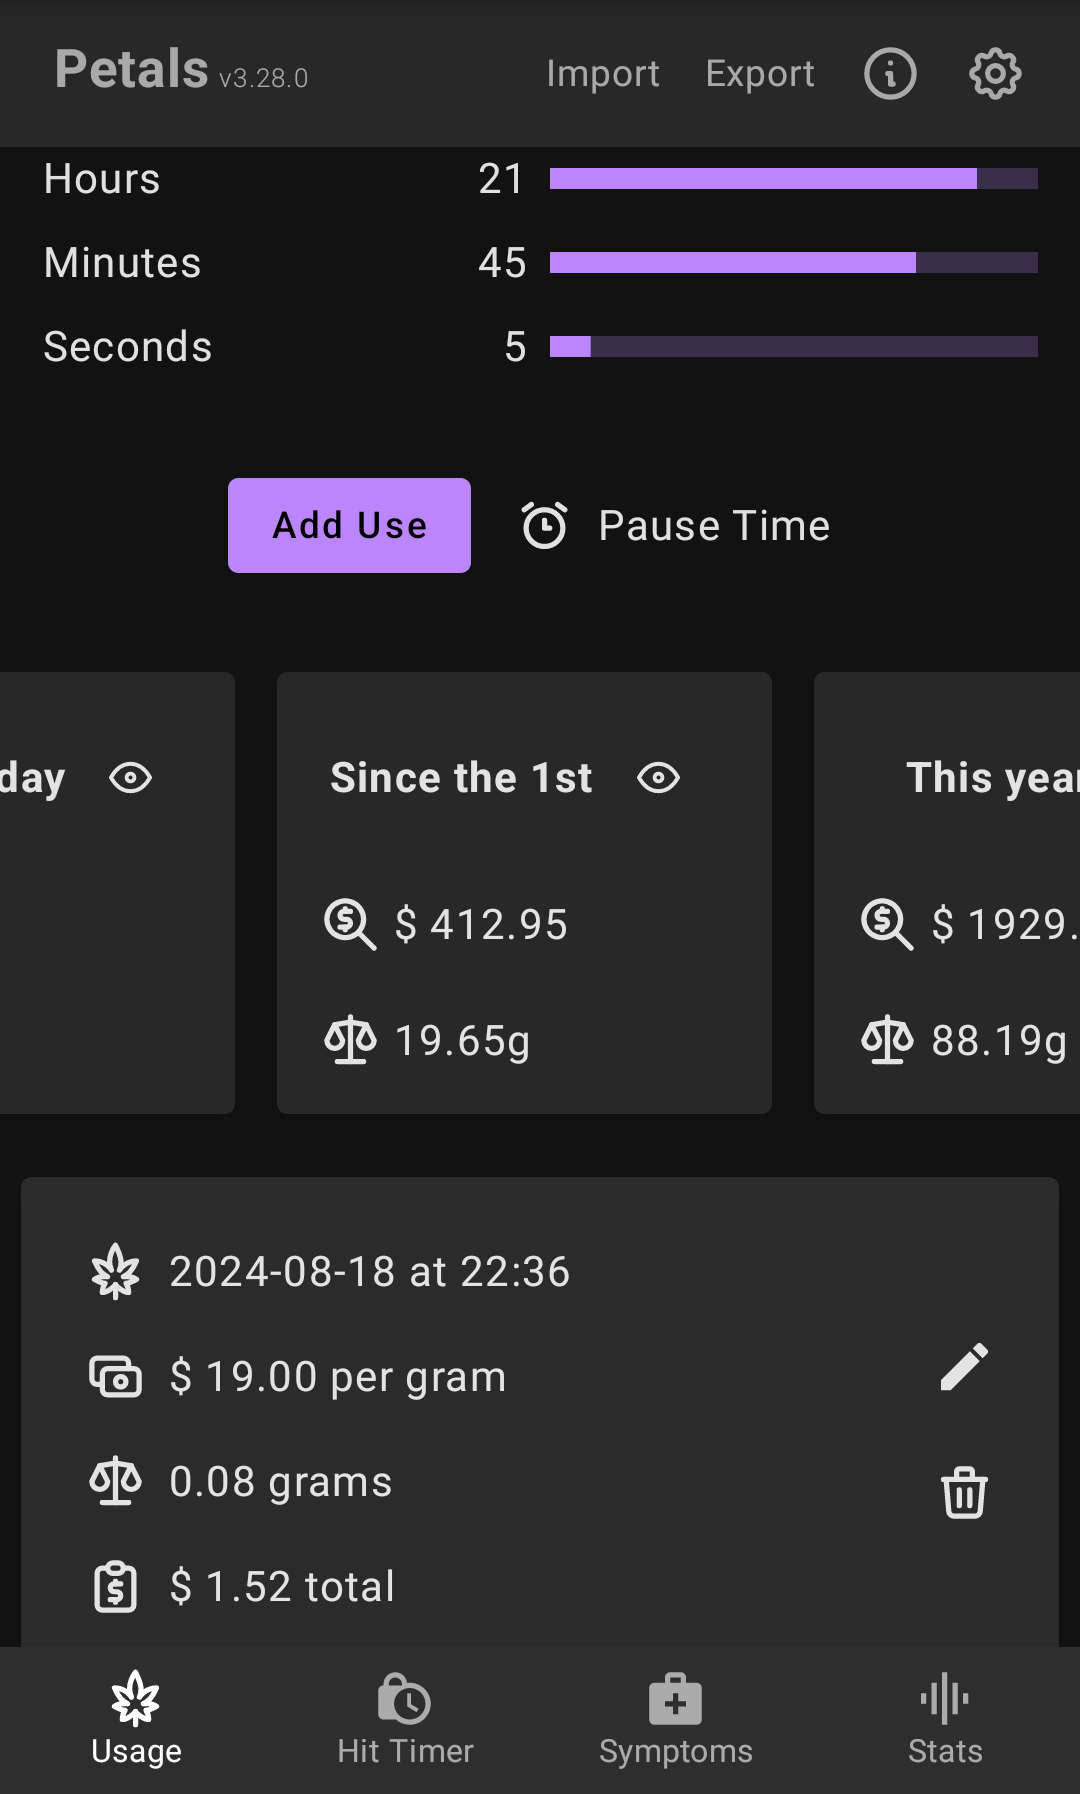 Petals v3.28.0 Import Export
Hours 21
Minutes 45
Seconds 5
Add Use Pause Time
day Since the 1st This year
$ 412.95 $ 1929.
19.65g 88.19g
2024-08-18 at 22:36
$ 19.00 per gram
0.08 grams
$ 1.52 total
Usage Hit Timer Symptoms Stats